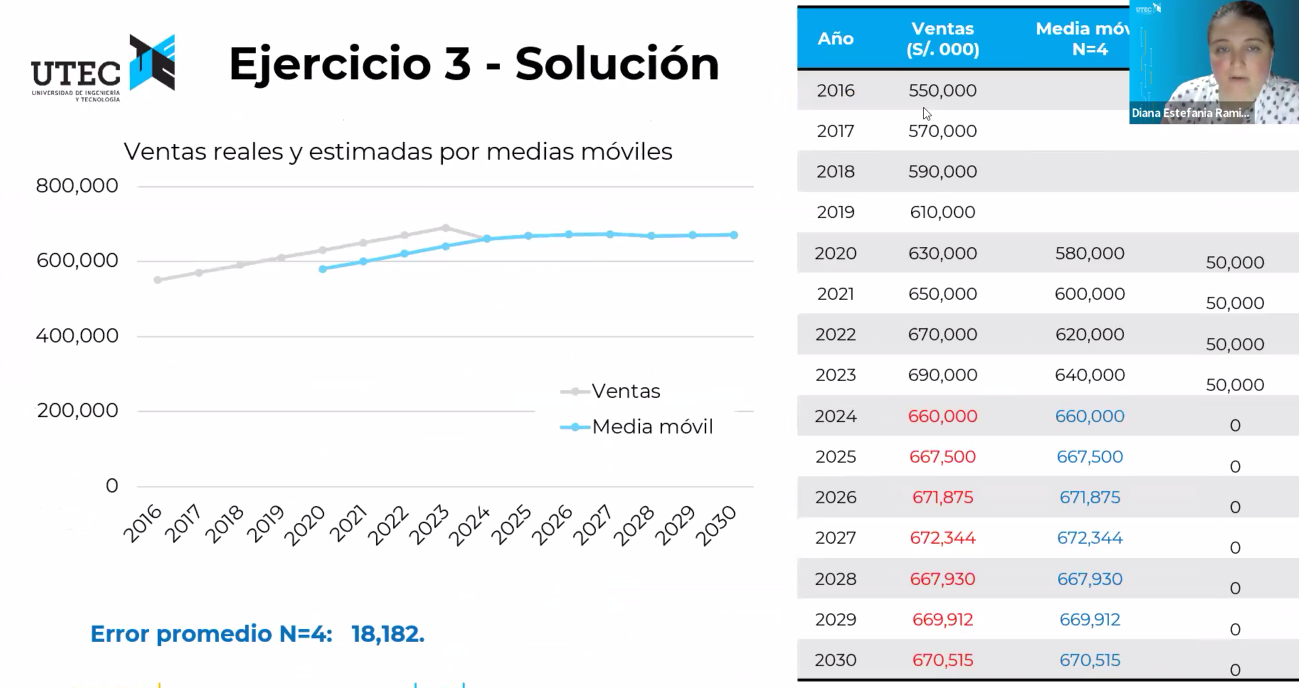 UTEC
UNIVERSIDAD DE INGENIERÍA
Y TECNOLOGÍA
Ejercicio 3 - Solución
Ventas reales y estimadas por medias móviles
800,000
600,000
400,000
200,000
0
Ventas
Media móvil
2016 2017 2018 2019 2020 2021 2022 2023 2024 2025 2026 2027 2028 2029 2030
Error promedio N=4: 18,182.
Año Ventas (S/. 000) Media móv N=4
2016 550,000
2017 570,000
2018 590,000
2019 610,000
2020 630,000 580,000 50,000
2021 650,000 600,000 50,000
2022 670,000 620,000 50,000
2023 690,000 640,000 50,000
2024 660,000 660,000 0
2025 667,500 667,500 0
2026 671,875 671,875 0
2027 672,344 672,344 0
2028 667,930 667,930 0
2029 669,912 669,912 0
2030 670,515 670,515 0
UTEC
Diana Estefania Rami...